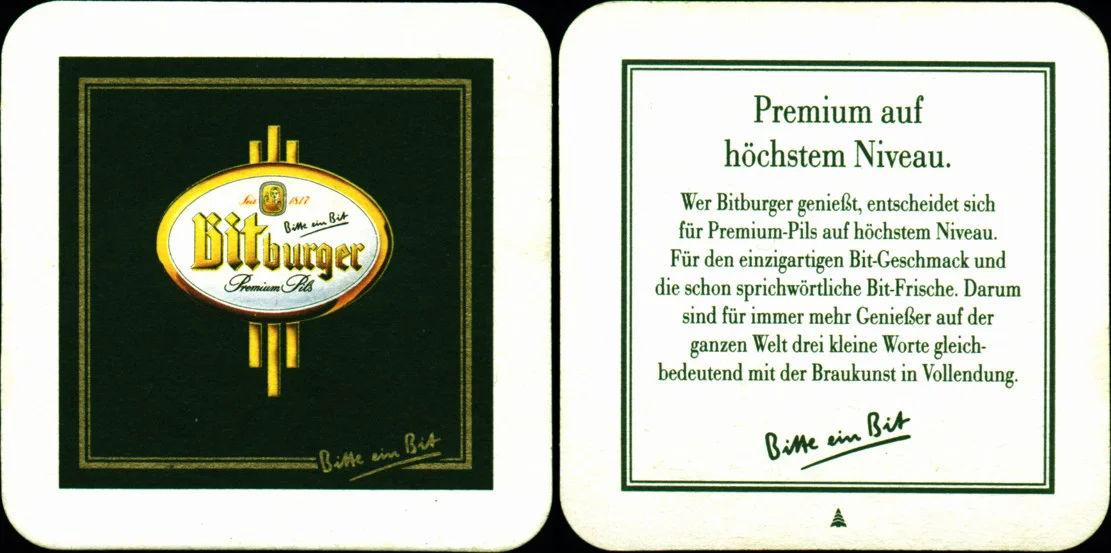 Seit 1817
Bitte ein Bit
Bitburger
Premium Pils
Bitte ein Bit
Premium auf
höchstem Niveau.
Wer Bitburger genießt, entscheidet sich
für Premium-Pils auf höchstem Niveau.
Für den einzigartigen Bit-Geschmack und
die schon sprichwörtliche Bit-Frische. Darum
sind für immer mehr Genießer auf der
ganzen Welt drei kleine Worte gleich-
bedeutend mit der Braukunst in Vollendung.
Bitte ein Bit